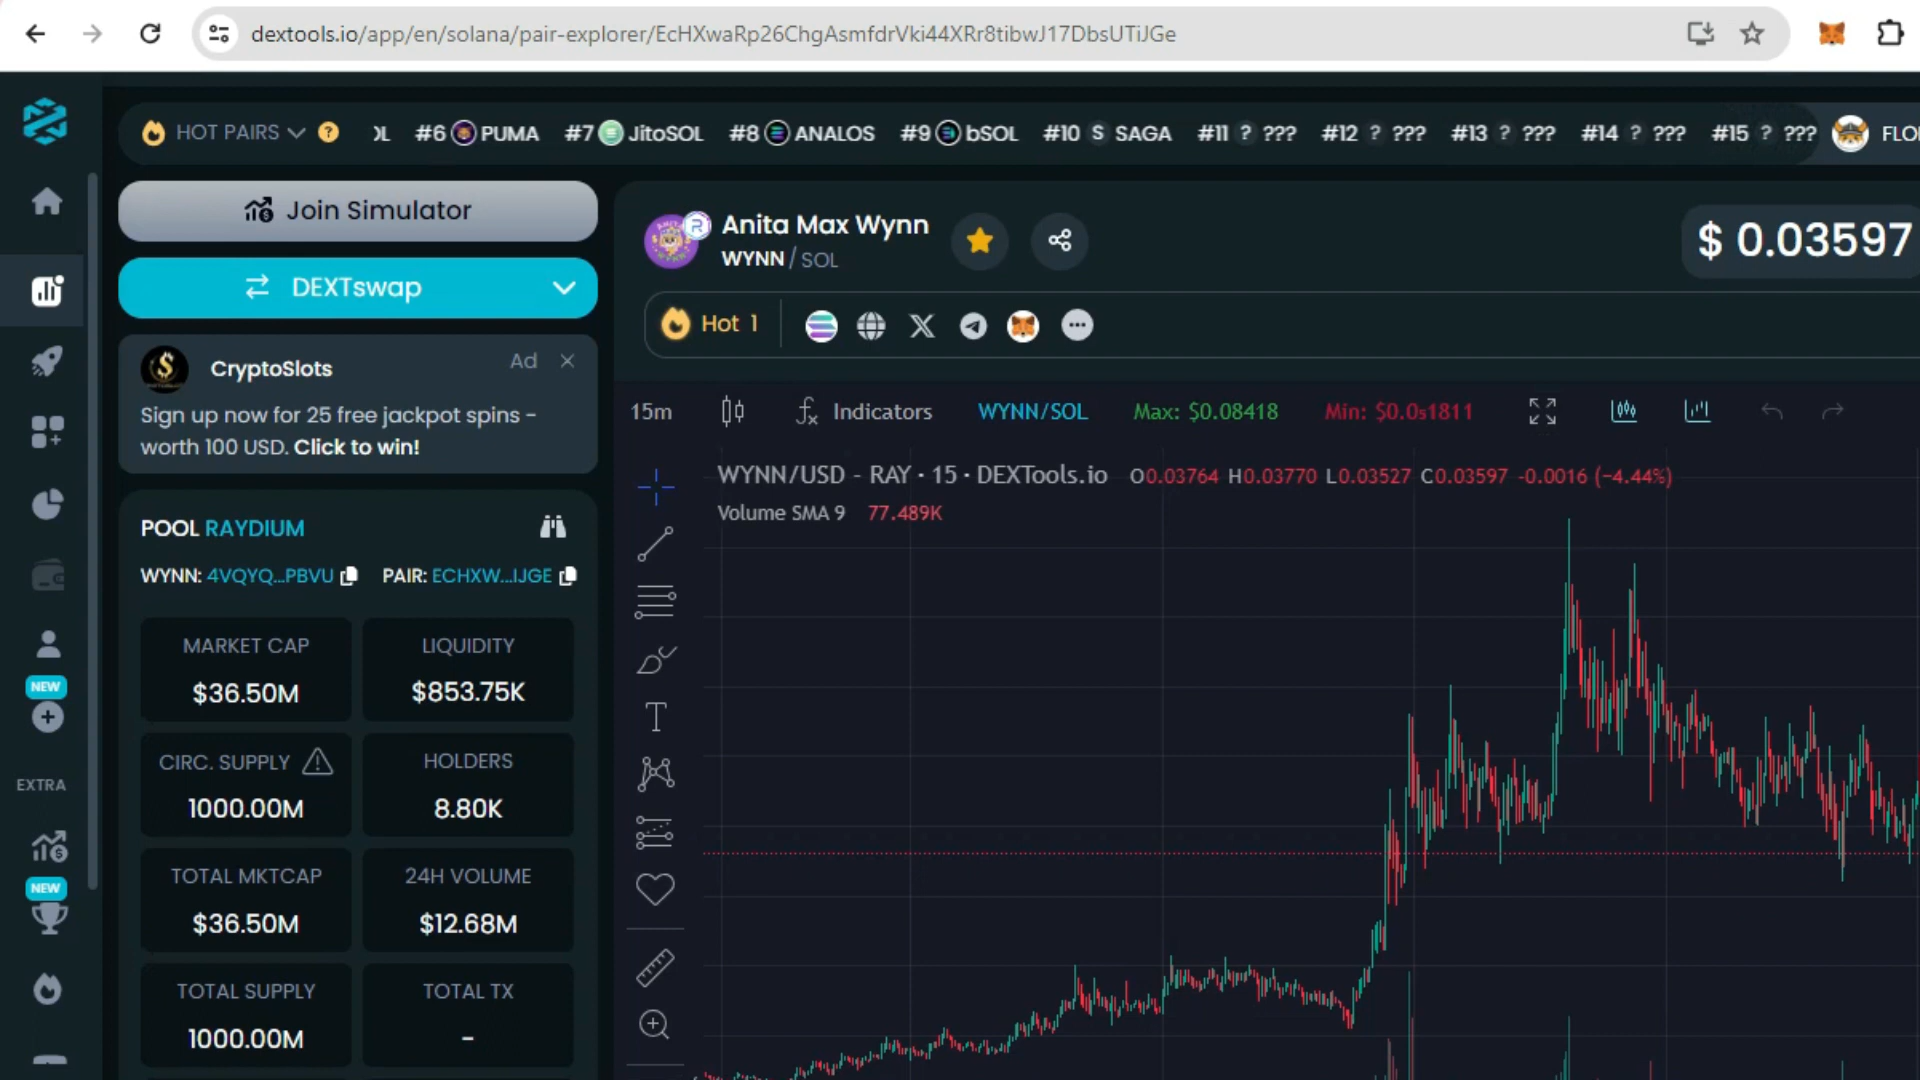 dextools.io/app/en/solana/pair-explorer/EcHXwaRp26ChgAsmfdrVki44XRr8tibwJ17DbsUTiJGe
HOT PAIRS ? OL #6 PUMA #7 JitoSOL #8 ANALOS #9 bSOL #10 S SAGA #11 ? ??? #12 ? ??? #13 ? ??? #14 ? ??? #15 ? ??? FLO
Join Simulator
DEXTswap
CryptoSlots
Ad
Sign up now for 25 free jackpot spins -
worth 100 USD. Click to win!
POOL RAYDIUM
WYNN: 4VQYQ...PBVU PAIR: ECHXW...IJGE
MARKET CAP
$36.50M
LIQUIDITY
$853.75K
CIRC. SUPPLY
1000.00M
HOLDERS
8.80K
TOTAL MKTCAP
$36.50M
24H VOLUME
$12.68M
TOTAL SUPPLY
1000.00M
TOTAL TX
-
NEW
EXTRA
NEW
Anita Max Wynn
WYNN / SOL
$ 0.03597
Hot 1
15m Indicators WYNN/SOL Max: $0.08418 Min: $0.0s1811
WYNN/USD - RAY · 15 · DEXTools.io O0.03764 H0.03770 L0.03527 C0.03597 -0.0016 (-4.44%)
Volume SMA 9 77.489K